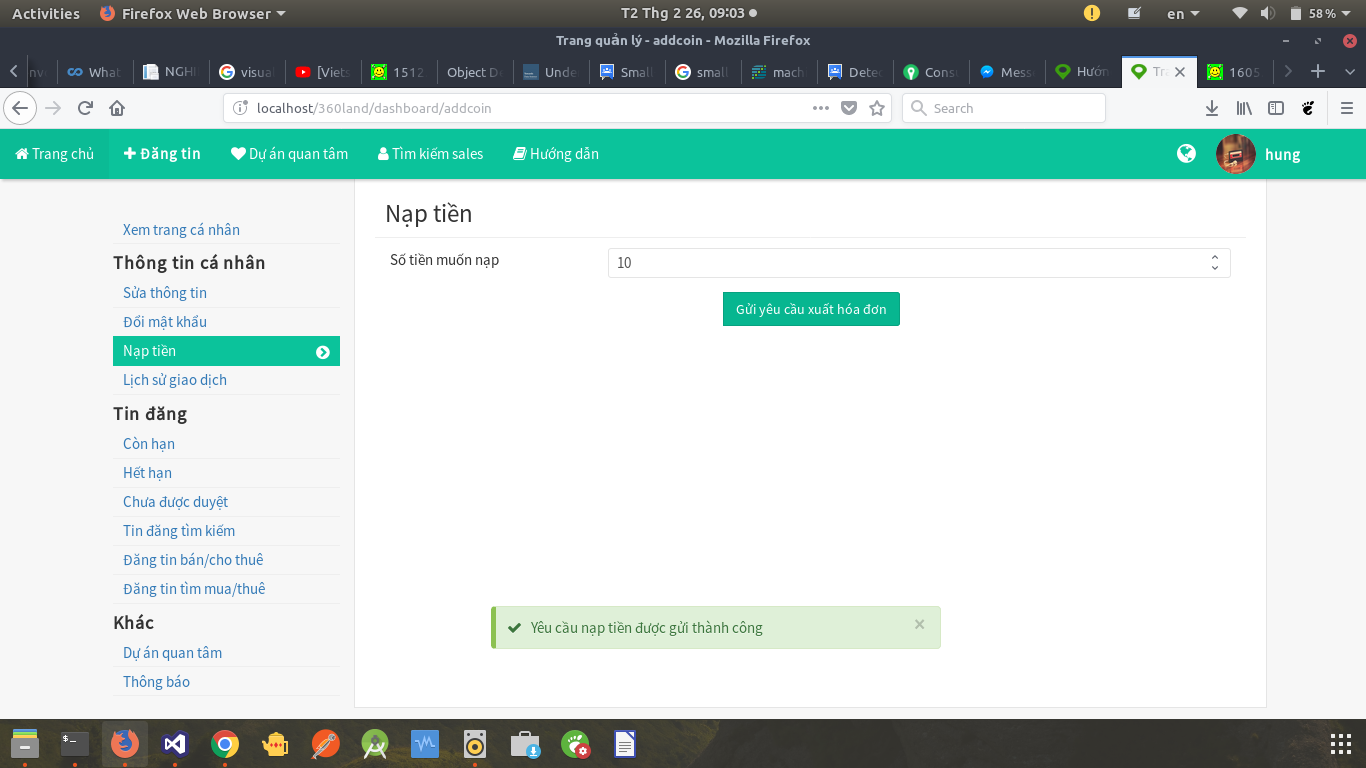 Activities Firefox Web Browser T2 Thg 2 26, 09:03 en 58%
Trang quản lý - addcoin - Mozilla Firefox
What NGHI visua [Viets 1512 Object De Unde Small small mach Detec Cons Mess Hướn Tra 1605
localhost/360land/dashboard/addcoin Search
Trang chủ Đăng tin Dự án quan tâm Tìm kiếm sales Hướng dẫn hung
Xem trang cá nhân
Thông tin cá nhân
Sửa thông tin
Đổi mật khẩu
Nạp tiền
Lịch sử giao dịch
Tin đăng
Còn hạn
Hết hạn
Chưa được duyệt
Tin đăng tìm kiếm
Đăng tin bán/cho thuê
Đăng tin tìm mua/thuê
Khác
Dự án quan tâm
Thông báo
Nạp tiền
Số tiền muốn nạp 10
Gửi yêu cầu xuất hóa đơn
Yêu cầu nạp tiền được gửi thành công